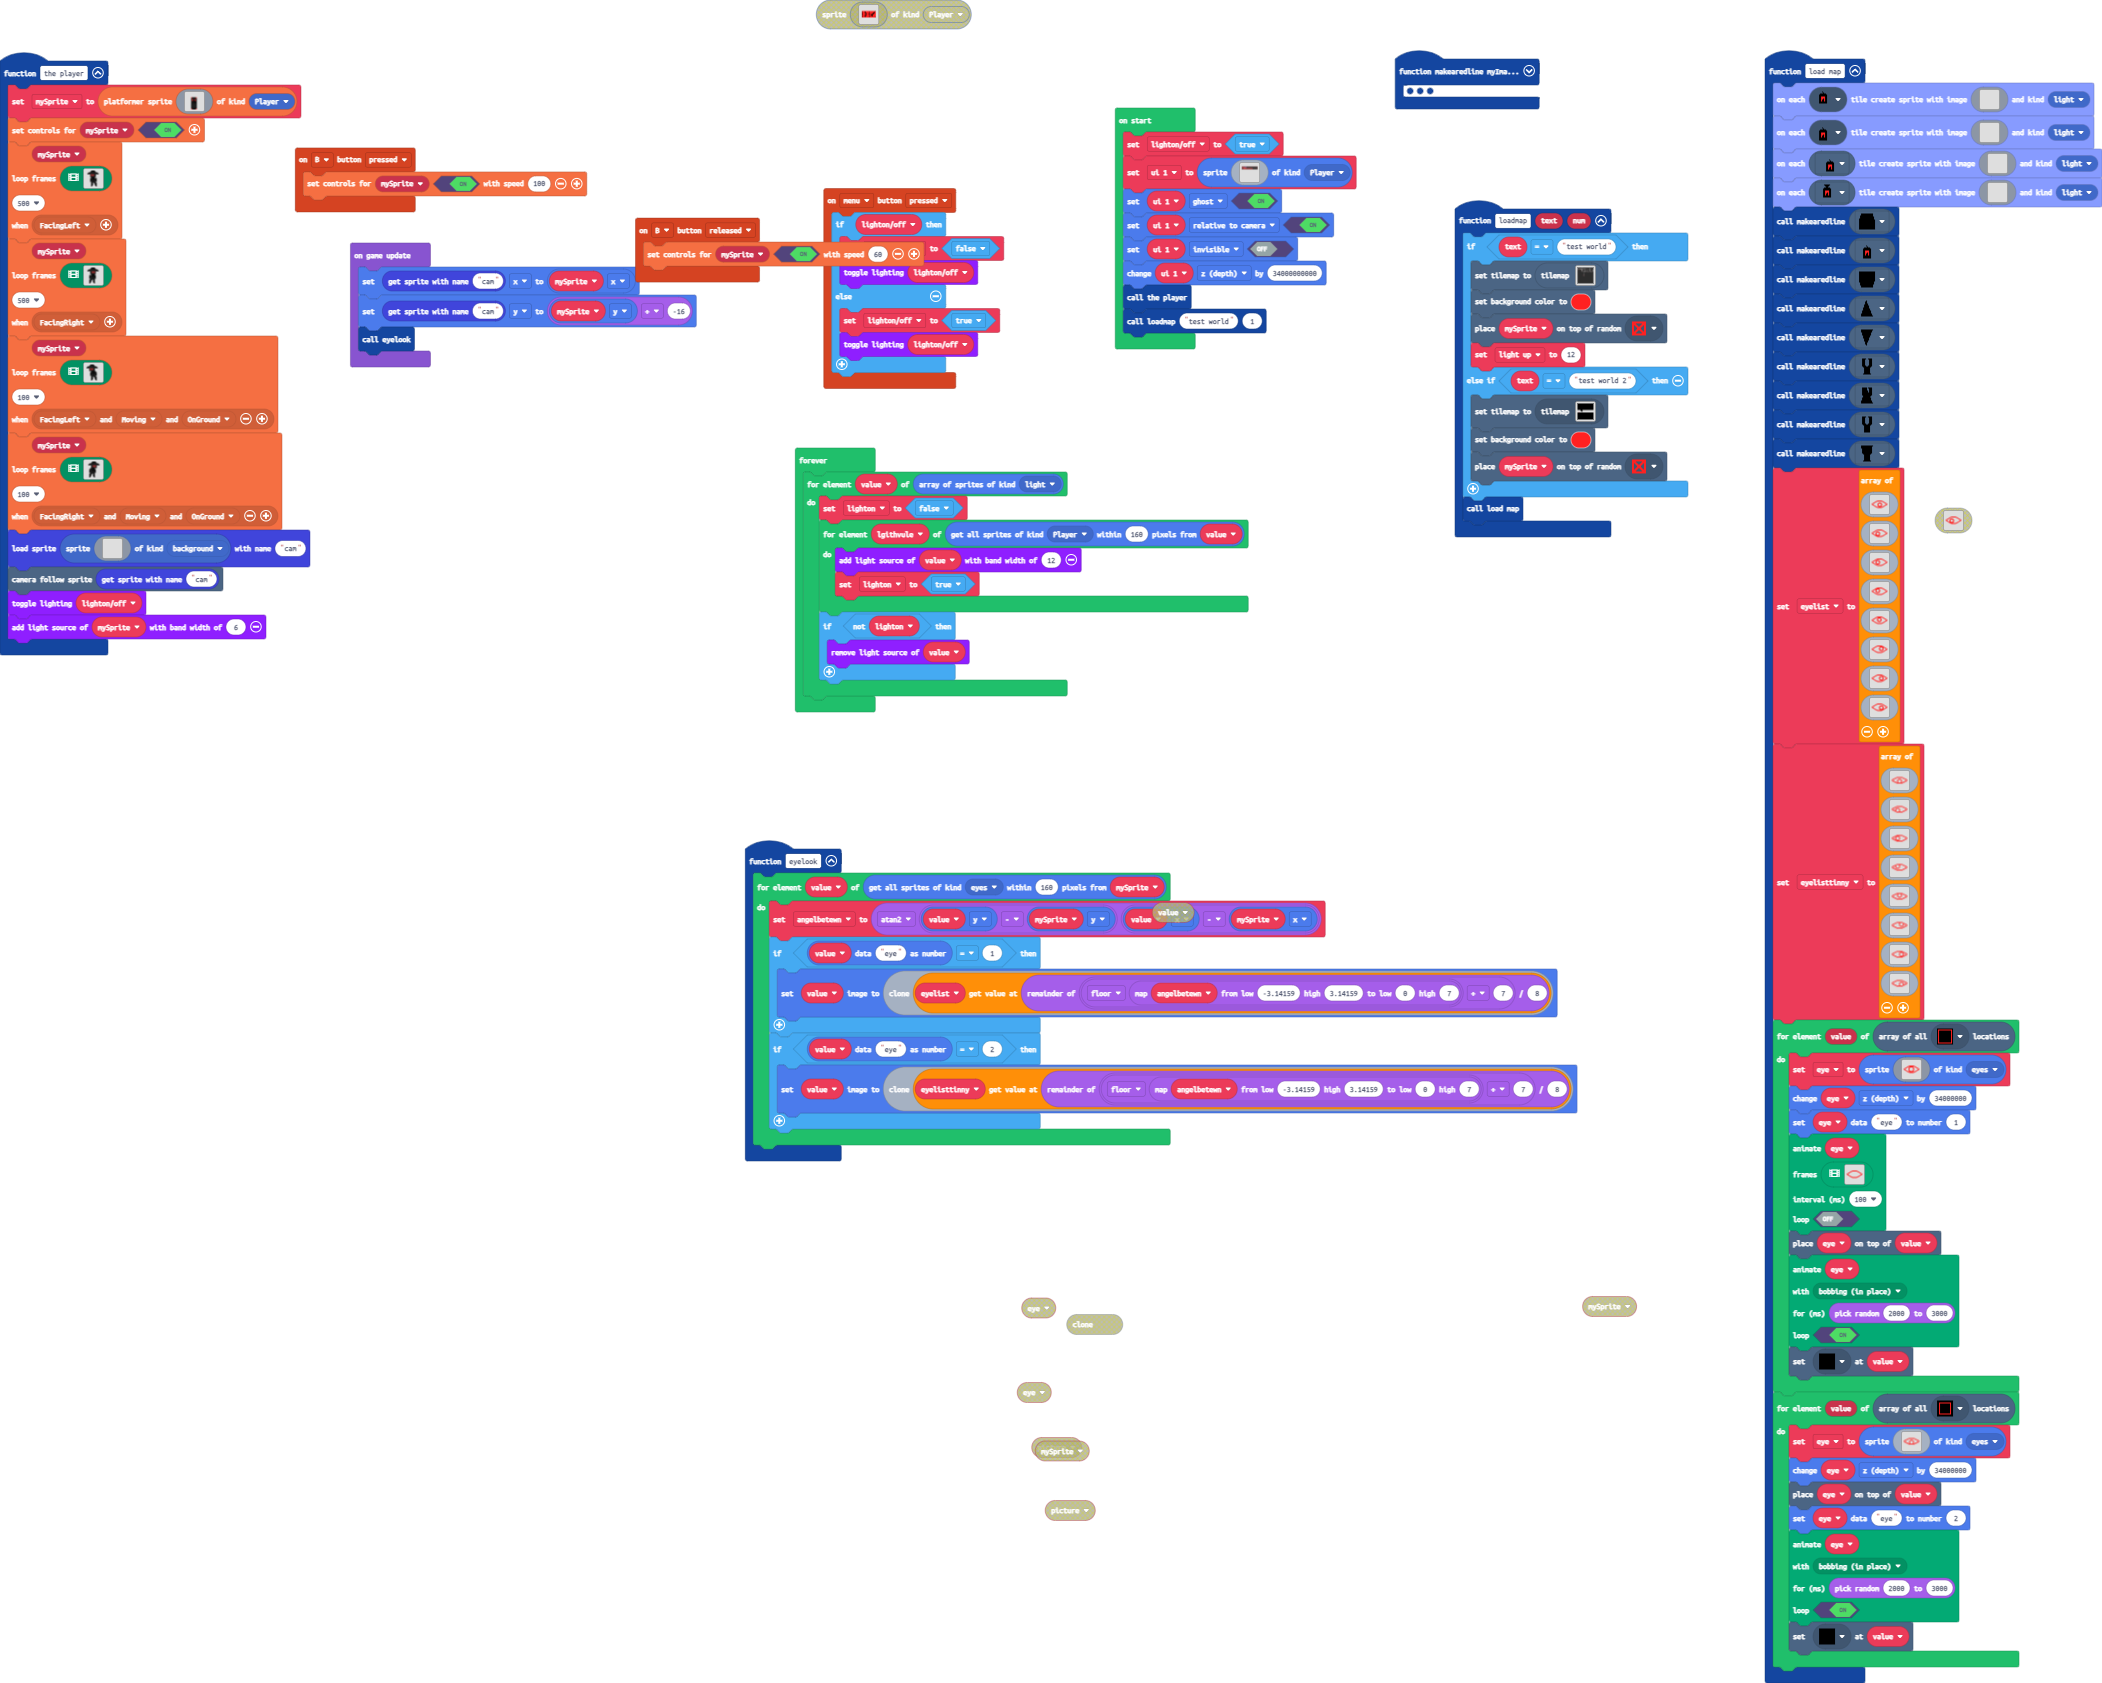 sprite of kind Player
function the player
set mySprite to platformer sprite of kind Player
set controls for mySprite ON
mySprite
loop frames
500
when FacingLeft
mySprite
loop frames
500
when FacingRight
mySprite
loop frames
100
when FacingLeft and Moving and OnGround
mySprite
loop frames
100
when FacingRight and Moving and OnGround
load sprite sprite of kind background with name "cam"
camera follow sprite get sprite with name "cam"
toggle lighting lighton/off
add light source of mySprite with band width of 6
on B button pressed
set controls for mySprite ON with speed 100
on game update
set get sprite with name "cam" x to mySprite x
set get sprite with name "cam" y to mySprite y + -16
call eyelook
on B button released
set controls for mySprite ON with speed 60
on menu button pressed
if lighton/off then
to false
toggle lighting lighton/off
else
set lighton/off to true
toggle lighting lighton/off
on start
set lighton/off to true
set ui 1 to sprite of kind Player
set ui 1 ghost ON
set ui 1 relative to camera ON
set ui 1 invisible OFF
change ui 1 z (depth) by 34000000000
call the player
call loadmap "test world" 1
function makearedline myIma...
function loadmap text num
if text = "test world" then
set tilemap to tilemap
set background color to
place mySprite on top of random
set light up to 12
else if text = "test world 2" then
set tilemap to tilemap
set background color to
place mySprite on top of random
call load map
forever
for element value of array of sprites of kind light
do
set lighton to false
for element lgithvule of get all sprites of kind Player within 160 pixels from value
do
add light source of value with band width of 12
set lighton to true
if not lighton then
remove light source of value
function eyelook
for element value of get all sprites of kind eyes within 160 pixels from mySprite
do
set angelbetewn to atan2 value y - mySprite y value - mySprite x
value
if value data "eye" as number = 1 then
set value image to clone eyelist get value at remainder of floor map angelbetewn from low -3.14159 high 3.14159 to low 0 high 7 + 7 / 8
if value data "eye" as number = 2 then
set value image to clone eyelisttinny get value at remainder of floor map angelbetewn from low -3.14159 high 3.14159 to low 0 high 7 + 7 / 8
eye
clone
mySprite
eye
mySprite
picture
function load map
on each tile create sprite with image and kind light
on each tile create sprite with image and kind light
on each tile create sprite with image and kind light
on each tile create sprite with image and kind light
call makearedline
call makearedline
call makearedline
call makearedline
call makearedline
call makearedline
call makearedline
call makearedline
call makearedline
set eyelist to array of
set eyelisttinny to array of
for element value of array of all locations
do
set eye to sprite of kind eyes
change eye z (depth) by 34000000
set eye data "eye" to number 1
animate eye
frames
interval (ms) 100
loop OFF
place eye on top of value
animate eye
with bobbing (in place)
for (ms) pick random 2000 to 3000
loop ON
set at value
for element value of array of all locations
do
set eye to sprite of kind eyes
change eye z (depth) by 34000000
place eye on top of value
set eye data "eye" to number 2
animate eye
with bobbing (in place)
for (ms) pick random 2000 to 3000
loop ON
set at value